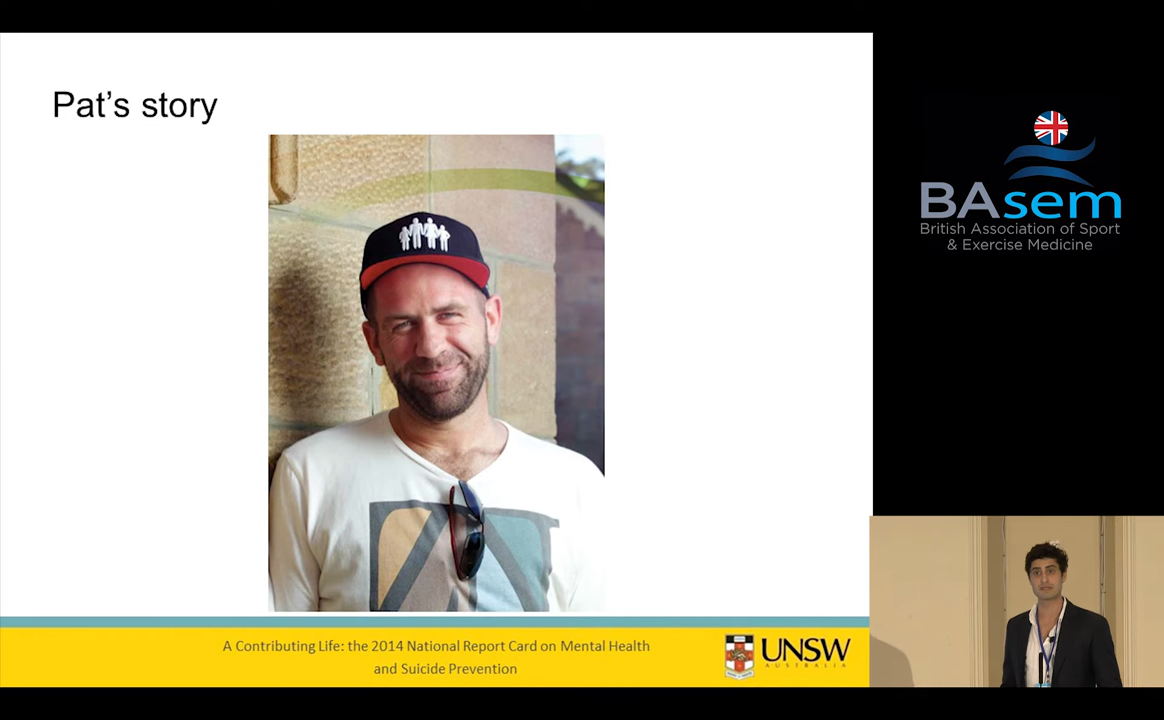 Pat's story
A Contributing Life: the 2014 National Report Card on Mental Health
and Suicide Prevention
UNSW
AUSTRALIA
BAsem
British Association of Sport
& Exercise Medicine